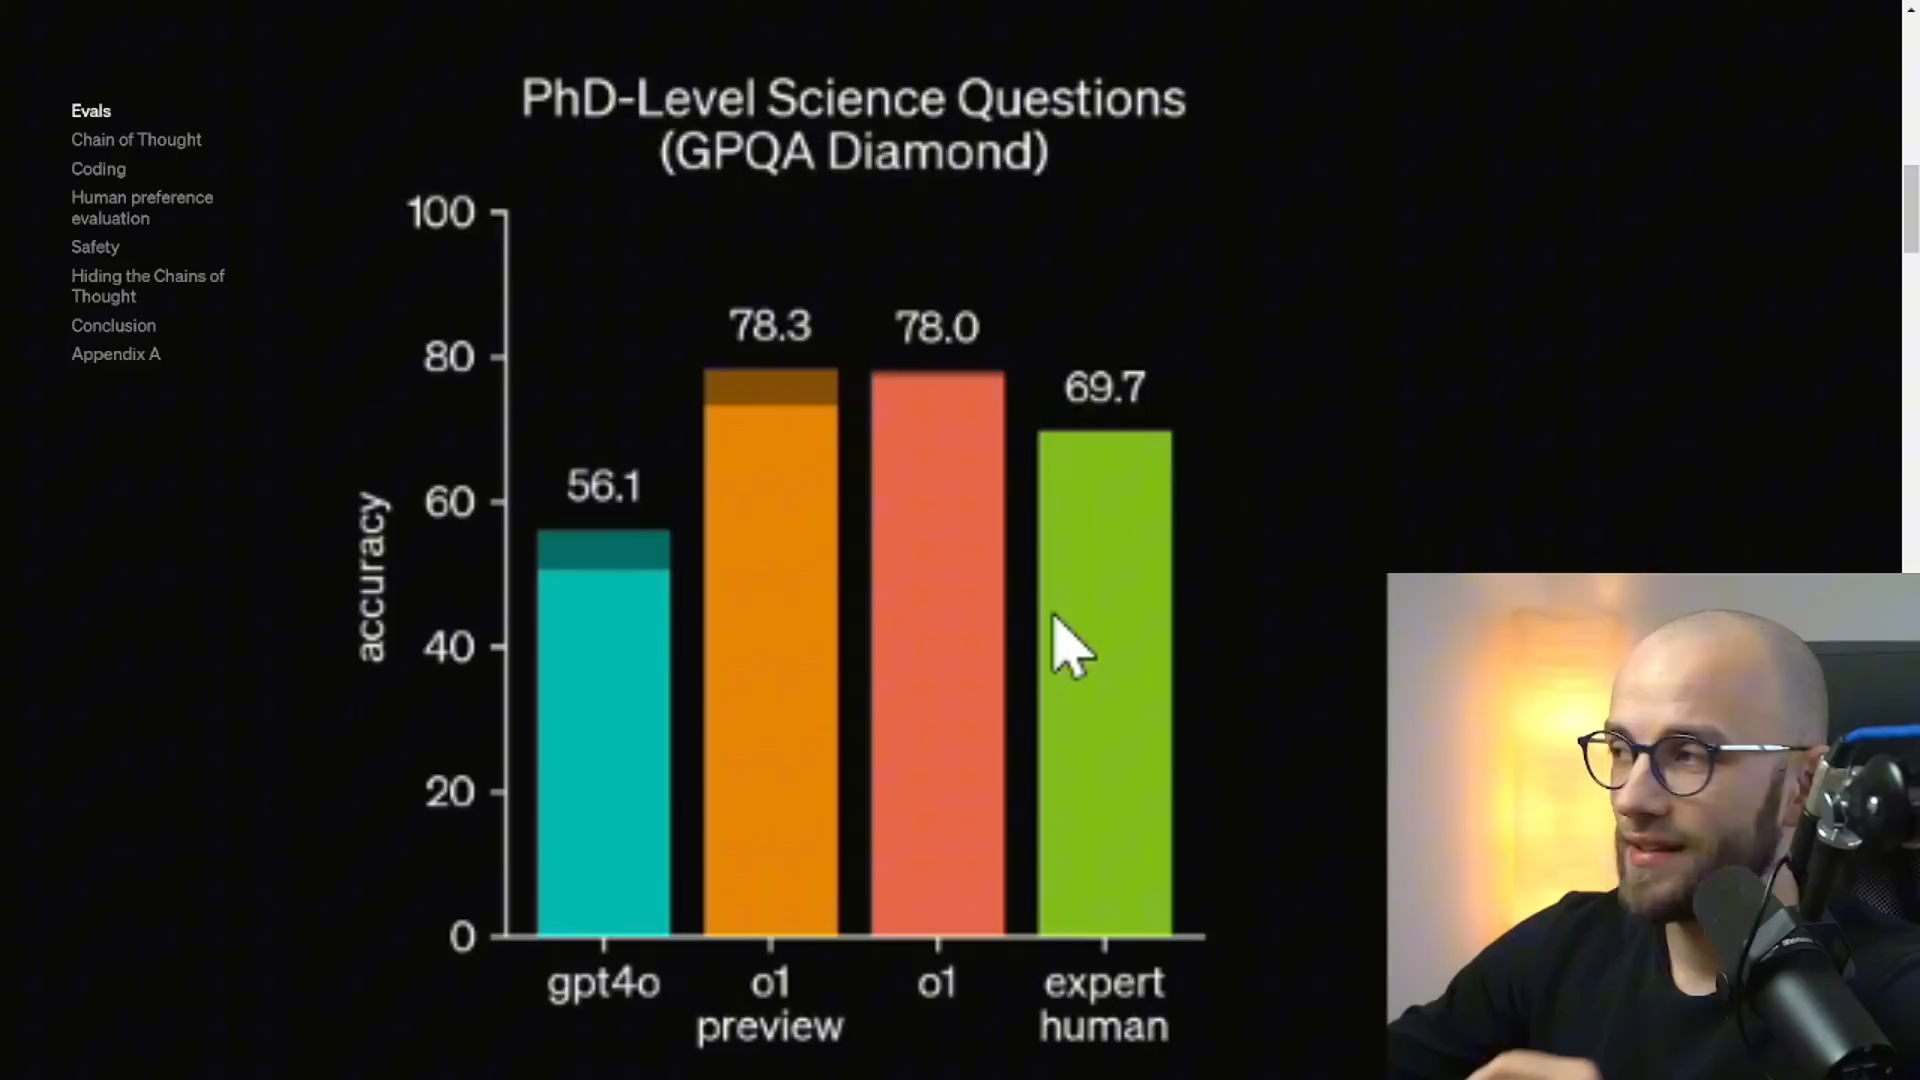 Evals
Chain of Thought
Coding
Human preference
evaluation
Safety
Hiding the Chains of
Thought
Conclusion
Appendix A
PhD-Level Science Questions
(GPQA Diamond)
100
80
60
40
20
0
accuracy
56.1
78.3
78.0
69.7
gpt4o
o1
preview
o1
expert
human